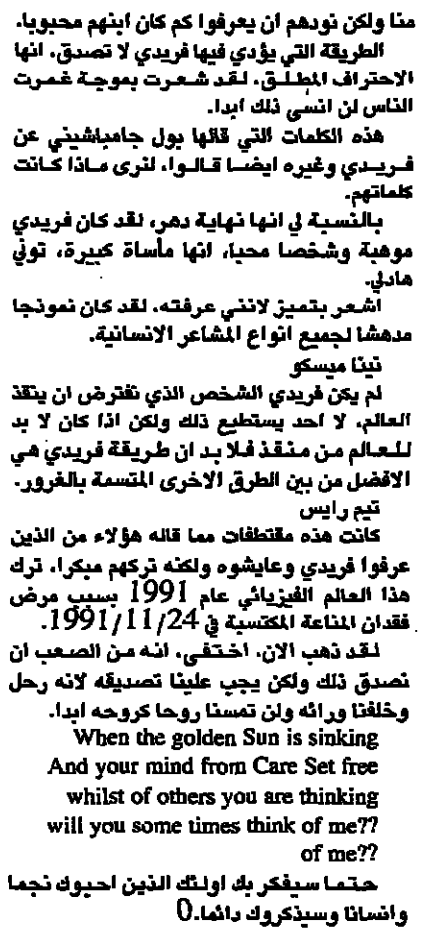 منا ولكن نودهم ان يعرفوا كم كان ابنهم محبوبا.
الطريقة التي يؤدي فيها فريدي لا تصدق. انها
الاحتراف المطلق. لقد شعرت بموجة غمرت
الناس لن انسى ذلك ابدا.
هذه الكلمات التي قالها بول جامباشيني عن
فريدي وغيره ايضا قالوا. لنرى ماذا كانت
كلماتهم.
بالنسبة لي انها نهاية دهر، لقد كان فريدي
موهبة وشخصا محبا، انها مأساة كبيرة، توني
هادلي.
اشعر بتميز لانني عرفته. لقد كان نموذجا
مدهشا لجميع انواع المشاعر الانسانية.
نينا ميسكو
لم يكن فريدي الشخص الذي نفترض ان ينقذ
العالم. لا احد يستطيع ذلك ولكن اذا كان لا بد
للعالم من منقذ فلا بد ان طريقة فريدي هي
الافضل من بين الطرق الاخرى المتسمة بالغرور.
تيم رايس
كانت هذه مقتطفات مما قاله هؤلاء من الذين
عرفوا فريدي وعايشوه ولكنه تركهم مبكرا. ترك
هذا العالم الفيزيائي عام 1991 بسبب مرض
فقدان المناعة المكتسبة في 1991/11/24.
لقد ذهب الان. اختفى. انه من الصعب ان
نصدق ذلك ولكن يجب علينا تصديقه لانه رحل
وخلفنا ورائه ولن تمسنا روحا كروحه ابدا.
When the golden Sun is sinking
And your mind from Care Set free
whilst of others you are thinking
will you some times think of me??
of me??
حتما سيفكر بك اولئك الذين احبوك نجما
وانسانا وسيذكروك دائما.0